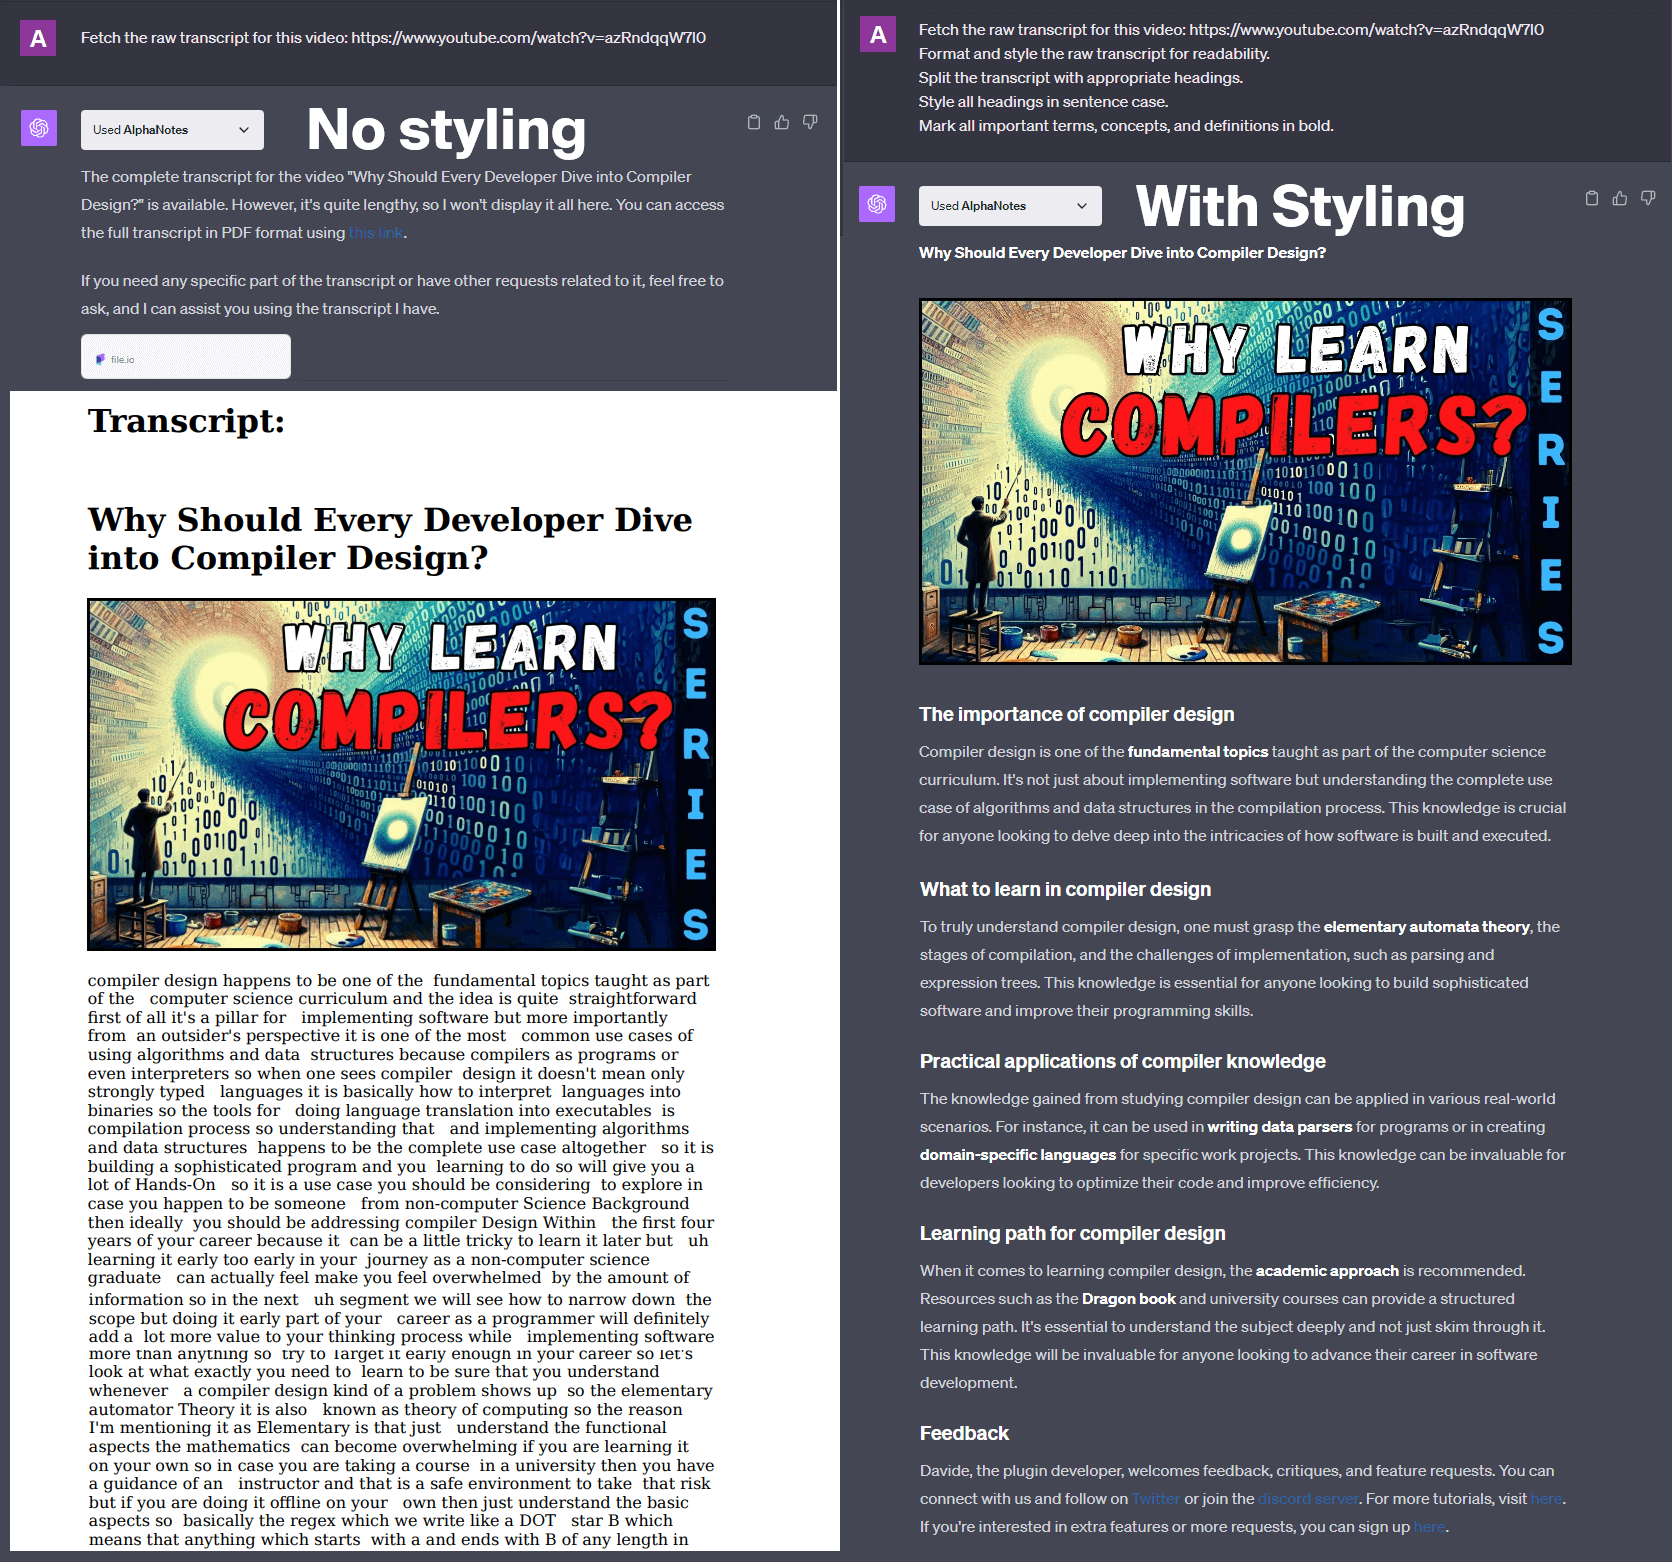 A
Fetch the raw transcript for this video: https://www.youtube.com/watch?v=azRndqqW7I0
Used AlphaNotes
No styling
The complete transcript for the video "Why Should Every Developer Dive into Compiler
Design?" is available. However, it's quite lengthy, so I won't display it all here. You can access
the full transcript in PDF format using this link.
If you need any specific part of the transcript or have other requests related to it, feel free to
ask, and I can assist you using the transcript I have.
file.io
Transcript:
Why Should Every Developer Dive
into Compiler Design?
WHY LEARN
COMPILERS?
SERIES
compiler design happens to be one of the fundamental topics taught as part
of the computer science curriculum and the idea is quite straightforward
first of all it's a pillar for implementing software but more importantly
from an outsider's perspective it is one of the most common use cases of
using algorithms and data structures because compilers as programs or
even interpreters so when one sees compiler design it doesn't mean only
strongly typed languages it is basically how to interpret languages into
binaries so the tools for doing language translation into executables is
compilation process so understanding that and implementing algorithms
and data structures happens to be the complete use case altogether so it is
building a sophisticated program and you learning to do so will give you a
lot of Hands-On so it is a use case you should be considering to explore in
case you happen to be someone from non-computer Science Background
then ideally you should be addressing compiler Design Within the first four
years of your career because it can be a little tricky to learn it later but uh
learning it early too early in your journey as a non-computer science
graduate can actually feel make you feel overwhelmed by the amount of
information so in the next uh segment we will see how to narrow down the
scope but doing it early part of your career as a programmer will definitely
add a lot more value to your thinking process while implementing software
more than anything so try to Target it early enough in your career so let's
look at what exactly you need to learn to be sure that you understand
whenever a compiler design kind of a problem shows up so the elementary
automator Theory it is also known as theory of computing so the reason
I'm mentioning it as Elementary is that just understand the functional
aspects the mathematics can become overwhelming if you are learning it
on your own so in case you are taking a course in a university then you have
a guidance of an instructor and that is a safe environment to take that risk
but if you are doing it offline on your own then just understand the basic
aspects so basically the regex which we write like a DOT star B which
means that anything which starts with a and ends with B of any length in
A
Fetch the raw transcript for this video: https://www.youtube.com/watch?v=azRndqqW7I0
Format and style the raw transcript for readability.
Split the transcript with appropriate headings.
Style all headings in sentence case.
Mark all important terms, concepts, and definitions in bold.
Used AlphaNotes
With Styling
Why Should Every Developer Dive into Compiler Design?
WHY LEARN
COMPILERS?
SERIES
The importance of compiler design
Compiler design is one of the fundamental topics taught as part of the computer science
curriculum. It's not just about implementing software but understanding the complete use
case of algorithms and data structures in the compilation process. This knowledge is crucial
for anyone looking to delve deep into the intricacies of how software is built and executed.
What to learn in compiler design
To truly understand compiler design, one must grasp the elementary automata theory, the
stages of compilation, and the challenges of implementation, such as parsing and
expression trees. This knowledge is essential for anyone looking to build sophisticated
software and improve their programming skills.
Practical applications of compiler knowledge
The knowledge gained from studying compiler design can be applied in various real-world
scenarios. For instance, it can be used in writing data parsers for programs or in creating
domain-specific languages for specific work projects. This knowledge can be invaluable for
developers looking to optimize their code and improve efficiency.
Learning path for compiler design
When it comes to learning compiler design, the academic approach is recommended.
Resources such as the Dragon book and university courses can provide a structured
learning path. It's essential to understand the subject deeply and not just skim through it.
This knowledge will be invaluable for anyone looking to advance their career in software
development.
Feedback
Davide, the plugin developer, welcomes feedback, critiques, and feature requests. You can
connect with us and follow on Twitter or join the discord server. For more tutorials, visit here.
If you're interested in extra features or more requests, you can sign up here.